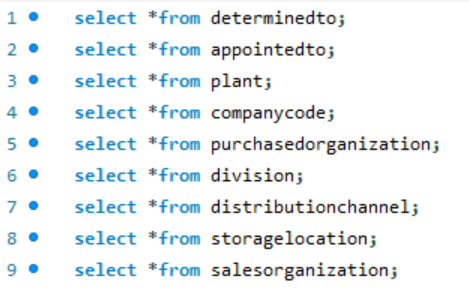 1 select *from determinedto;
2 select *from appointedto;
3 select *from plant;
4 select *from companycode;
5 select *from purchasedorganization;
6 select *from division;
7 select *from distributionchannel;
8 select *from storagelocation;
9 select *from salesorganization;